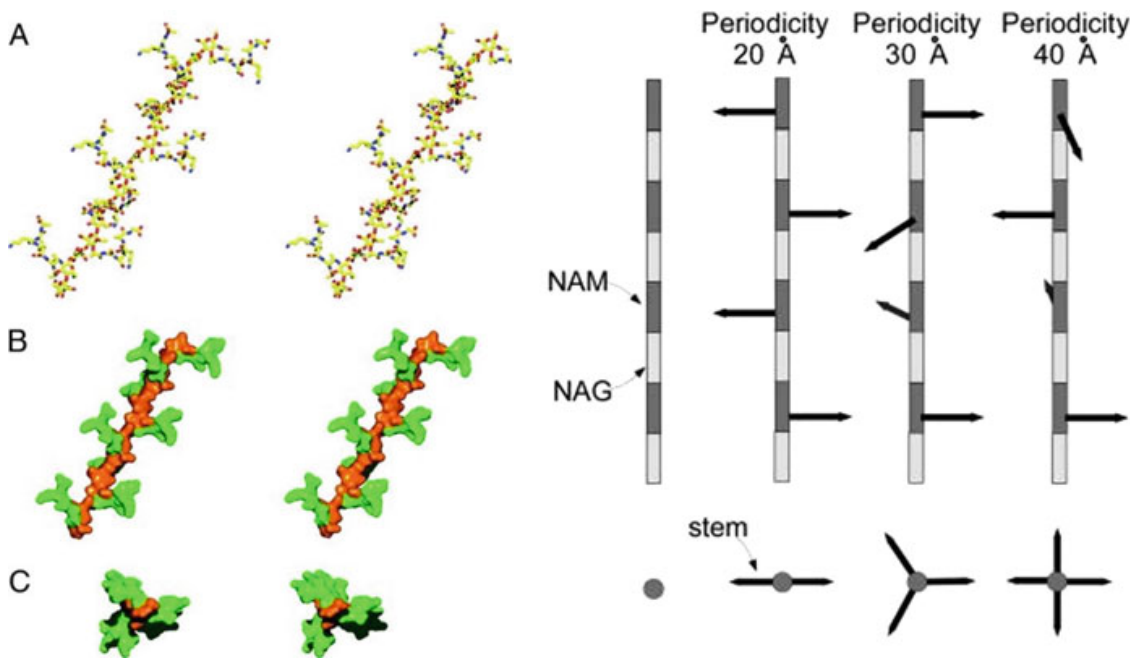 A
B
C
Periodicity
20 Å
Periodicity
30 Å
Periodicity
40 Å
NAM
NAG
stem